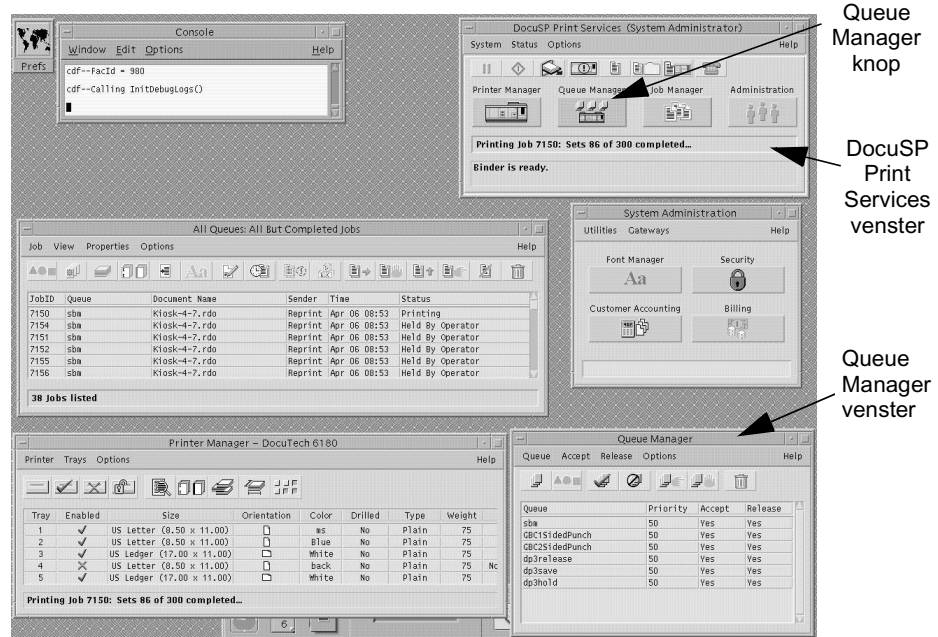 Console
Window Edit Options Help
cdf--FacId = 980
cdf--Calling InitDebugLogs()
Prefs
DocuSP Print Services (System Administrator)
System Status Options Help
Printer Manager Queue Manager Job Manager Administration
Printing Job 7150: Sets 86 of 300 completed...
Binder is ready.
Queue
Manager
knop
DocuSP
Print
Services
venster
All Queues: All But Completed Jobs
Job View Properties Options Help
Aa
JobID Queue Document Name Sender Time Status
7150 sbm Kiosk-4-7.rdo Reprint Apr 06 08:53 Printing
7154 sbm Kiosk-4-7.rdo Reprint Apr 06 08:53 Held By Operator
7151 sbm Kiosk-4-7.rdo Reprint Apr 06 08:53 Held By Operator
7152 sbm Kiosk-4-7.rdo Reprint Apr 06 08:53 Held By Operator
7155 sbm Kiosk-4-7.rdo Reprint Apr 06 08:53 Held By Operator
7156 sbm Kiosk-4-7.rdo Reprint Apr 06 08:53 Held By Operator
38 Jobs listed
System Administration
Utilities Gateways Help
Font Manager Security
Aa
Customer Accounting Billing
Queue
Manager
venster
Printer Manager – DocuTech 6180
Printer Trays Options Help
Tray Enabled Size Orientation Color Drilled Type Weight
1 US Letter (8.50 x 11.00) ms No Plain 75
2 US Letter (8.50 x 11.00) Blue No Plain 75
3 US Ledger (17.00 x 11.00) White No Plain 75
4 US Letter (8.50 x 11.00) back No Plain 75 Nc
5 US Ledger (17.00 x 11.00) White No Plain 75
Printing Job 7150: Sets 86 of 300 completed...
6
Queue Manager
Queue Accept Release Options Help
Queue Priority Accept Release
sbm 50 Yes Yes
GBC1SidedPunch 50 Yes Yes
GBC2SidedPunch 50 Yes Yes
dp3release 50 Yes Yes
dp3save 50 Yes Yes
dp3hold 50 Yes Yes